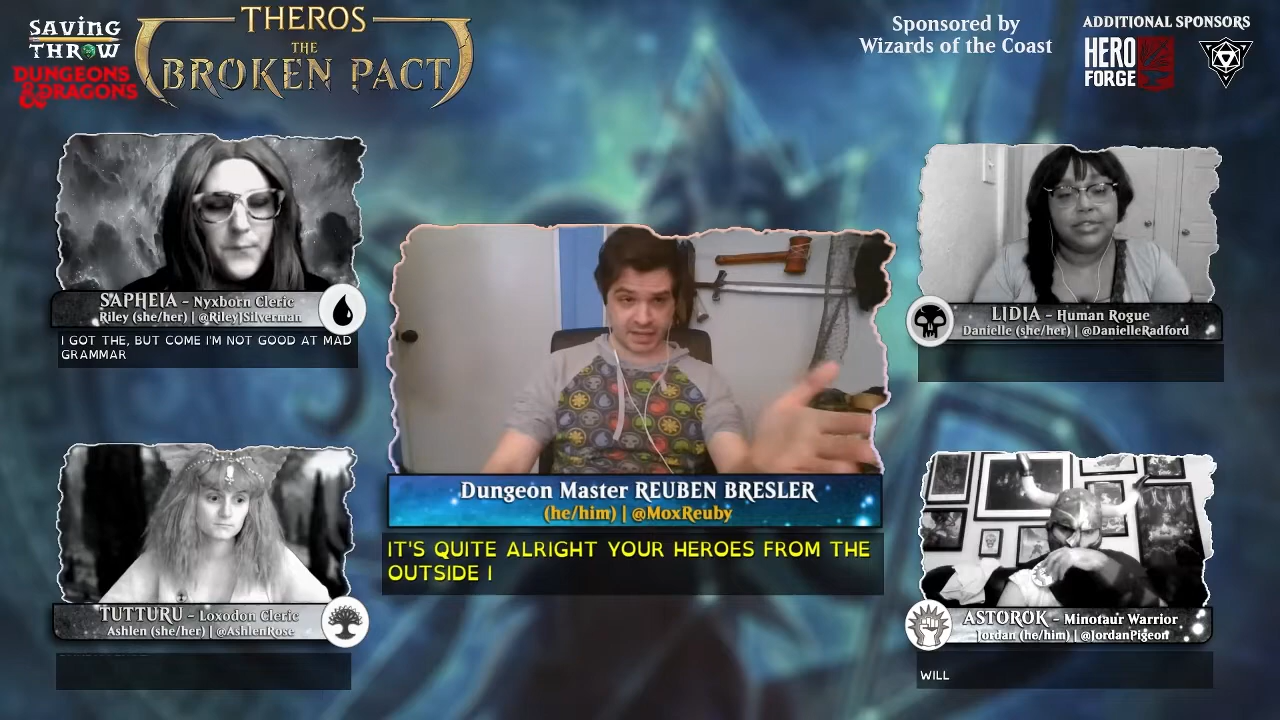 SAVING
THROW
DUNGEONS
& DRAGONS
THEROS
THE
BROKEN PACT
Sponsored by
Wizards of the Coast
ADDITIONAL SPONSORS
HERO
FORGE
SAPHEIA - Nyxborn Cleric
Riley (she/her) | @RileyJSilverman
I GOT THE, BUT COME I'M NOT GOOD AT MAD
GRAMMAR
LIDIA - Human Rogue
Danielle (she/her) | @DanielleRadford
Dungeon Master REUBEN BRESLER
(he/him) | @MoxReuby
IT'S QUITE ALRIGHT YOUR HEROES FROM THE
OUTSIDE I
TUTTURU - Loxodon Cleric
Ashlen (she/her) | @AshlenRose
ASTOROK - Minotaur Warrior
Jordan (he/him) | @JordanPigeon
WILL